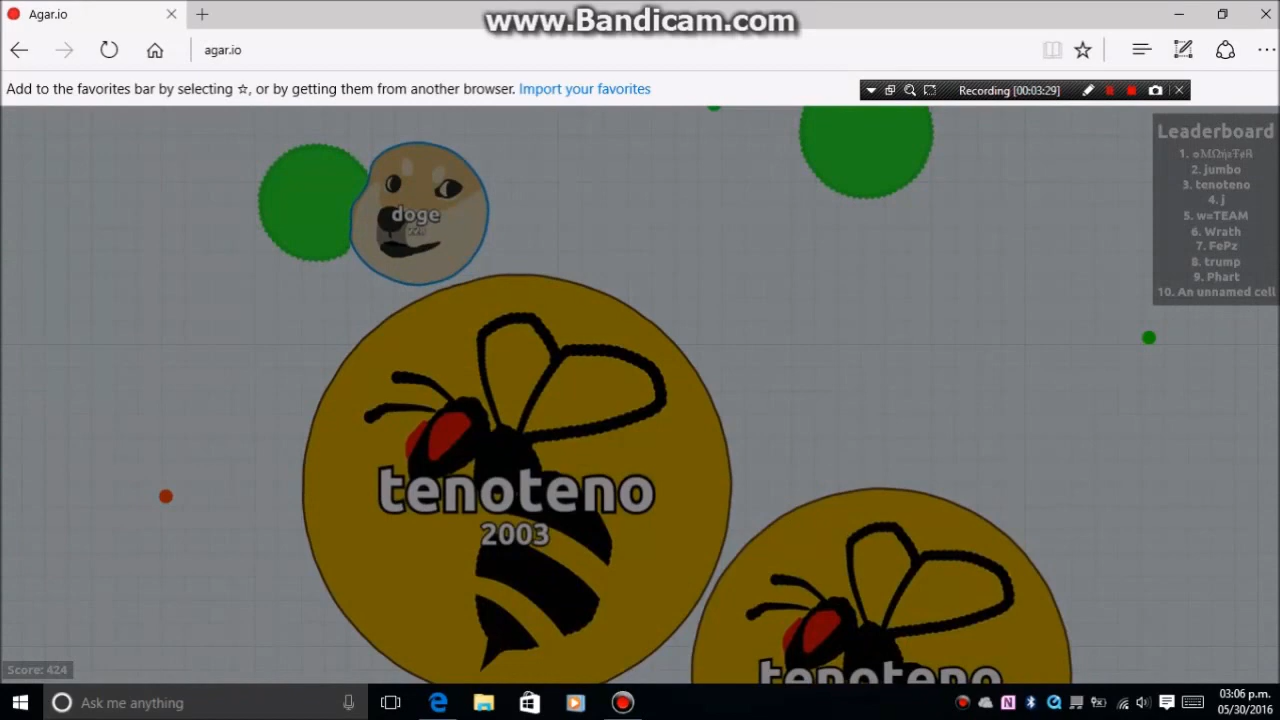 www.Bandicam.com
Agar.io
agar.io
Add to the favorites bar by selecting ☆, or by getting them from another browser. Import your favorites
Recording [00:03:29]
Leaderboard
2. jumbo
3. tenoteno
4. j
5. w=TEAM
6. Wrath
7. FePz
8. trump
9. Phart
10. An unnamed cell
doge
tenoteno
2003
tenoteno
Score: 424
Ask me anything
03:06 p.m.
05/30/2016